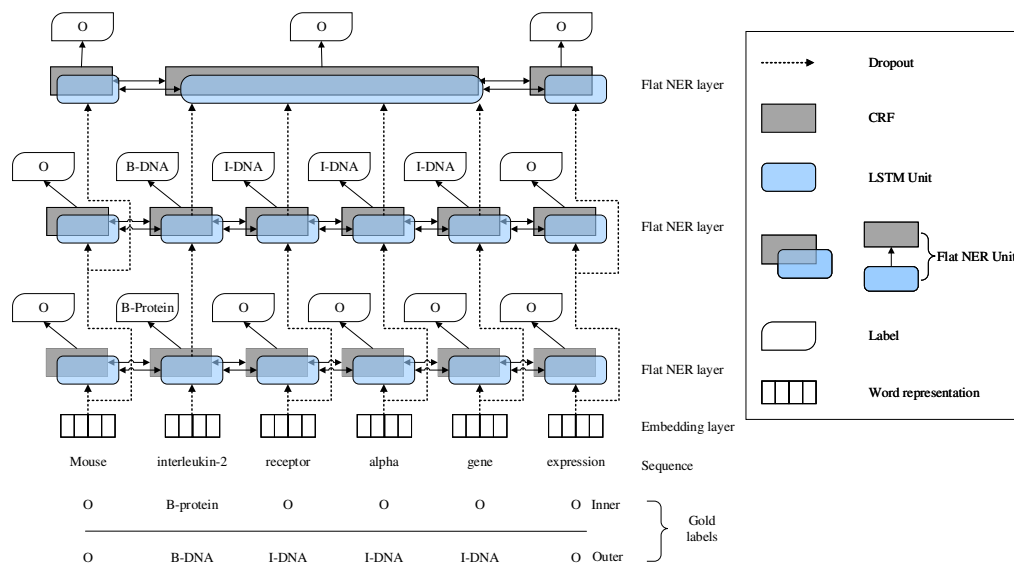 O O O
Flat NER layer
O B-DNA I-DNA I-DNA I-DNA O
Flat NER layer
O B-Protein O O O O
Flat NER layer
Embedding layer
Mouse interleukin-2 receptor alpha gene expression Sequence
O B-protein O O O O Inner
O B-DNA I-DNA I-DNA I-DNA O Outer
Gold
labels
Dropout
CRF
LSTM Unit
Flat NER Unit
Label
Word representation